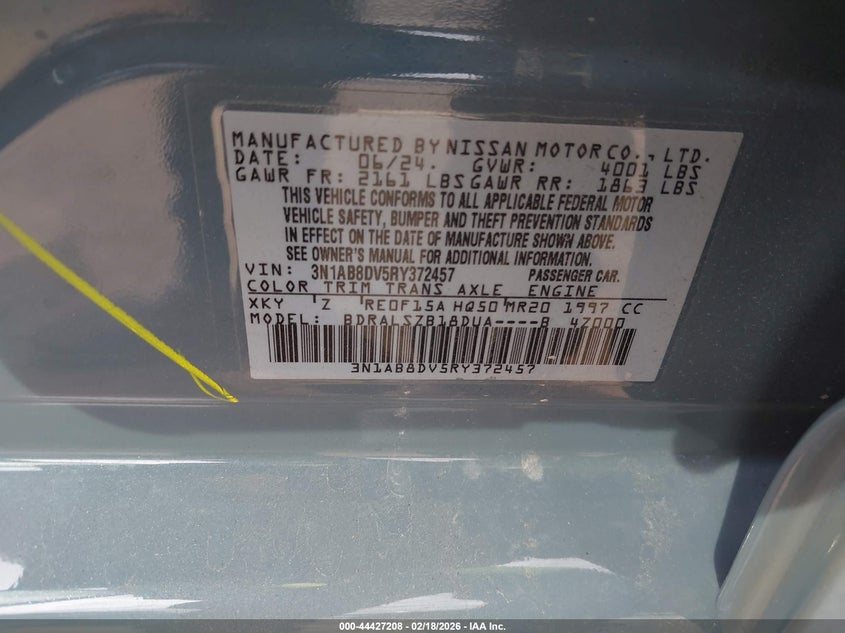 MANUFACTURED BY NISSAN MOTOR CO., LTD.
DATE: 06/24. GVWR: 4001 LBS
GAWR FR: 2161 LBS GAWR RR: 1863 LBS
THIS VEHICLE CONFORMS TO ALL APPLICABLE FEDERAL MOTOR
VEHICLE SAFETY, BUMPER AND THEFT PREVENTION STANDARDS
IN EFFECT ON THE DATE OF MANUFACTURE SHOWN ABOVE.
SEE OWNER'S MANUAL FOR ADDITIONAL INFORMATION.
VIN: 3N1AB8DV5RY372457 PASSENGER CAR.
COLOR TRIM TRANS AXLE ENGINE
XKY Z RE0F15A HQ50 MR20 1997 CC
MODEL: BDRALSZB18DUA----B 4Z000
3N1AB8DV5RY372457
000-44427208 - 02/18/2026 - IAA Inc.